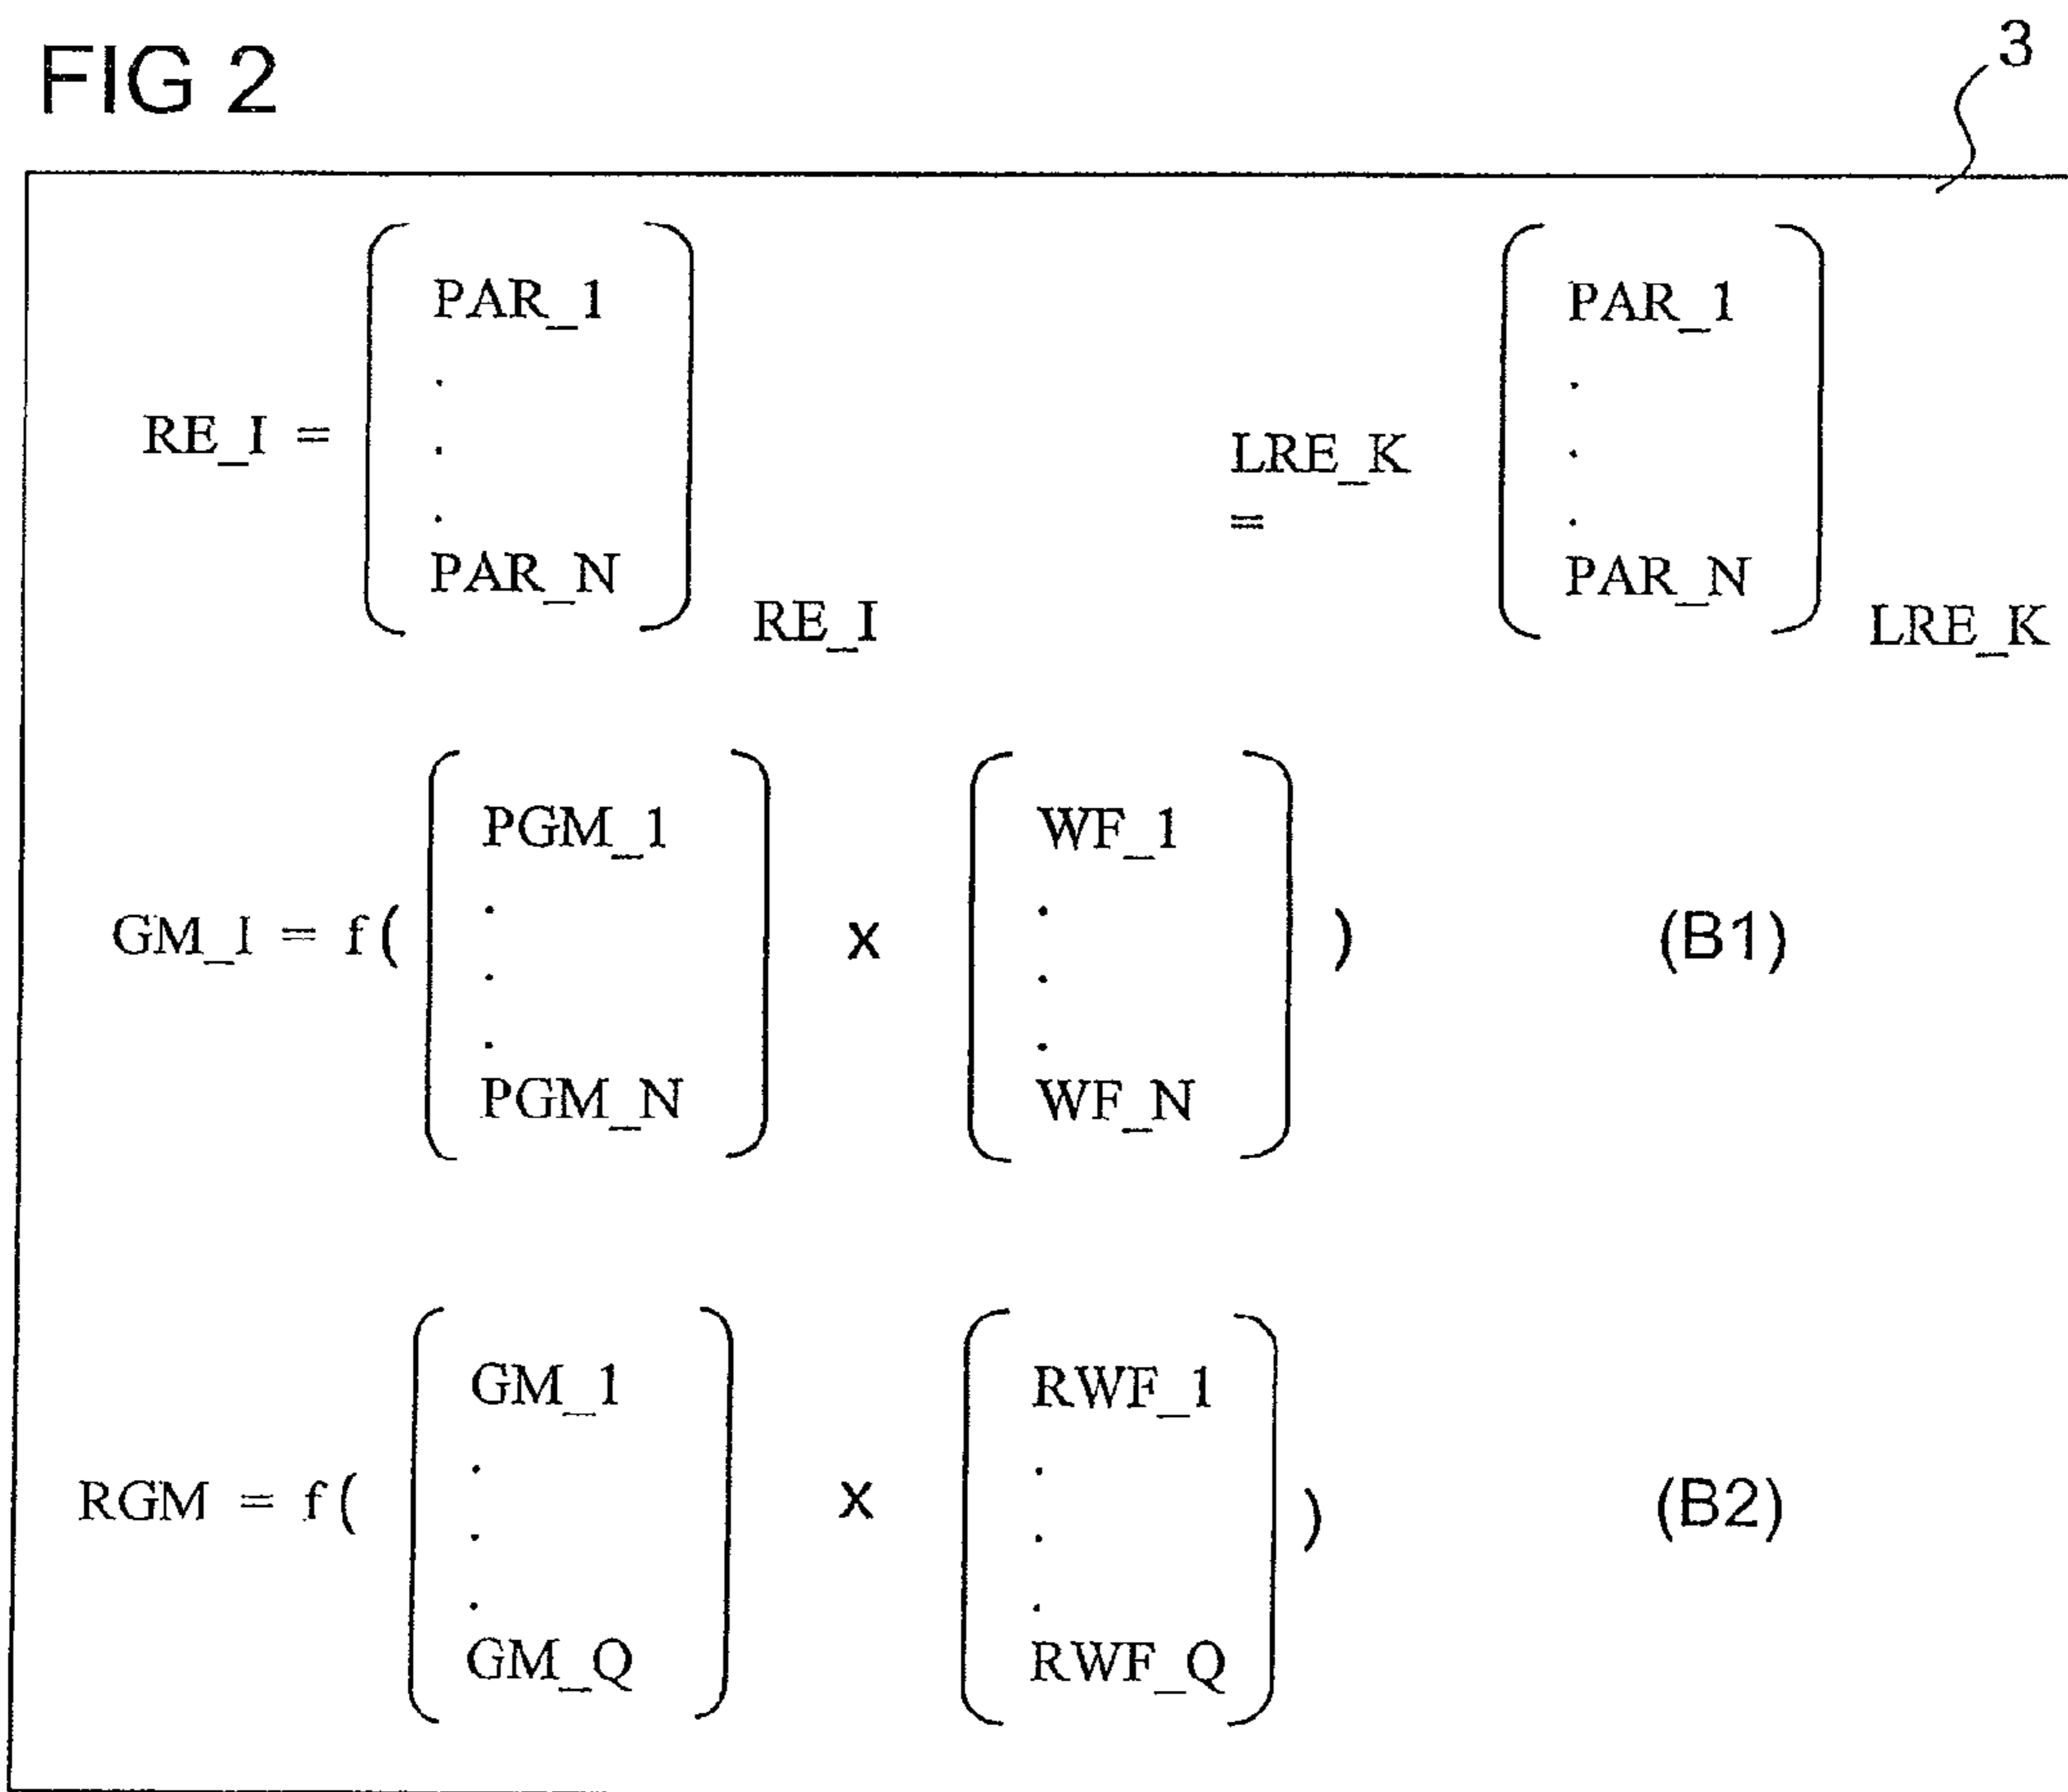 FIG 2
3
RE_I = ( PAR_1 . . . PAR_N ) RE_I
LRE_K = ( PAR_1 . . . PAR_N ) LRE_K
GM_I = f( ( PGM_1 . . . PGM_N ) x ( WF_1 . . . WF_N ) ) (B1)
RGM = f( ( GM_1 . . . GM_Q ) x ( RWF_1 . . . RWF_Q ) ) (B2)